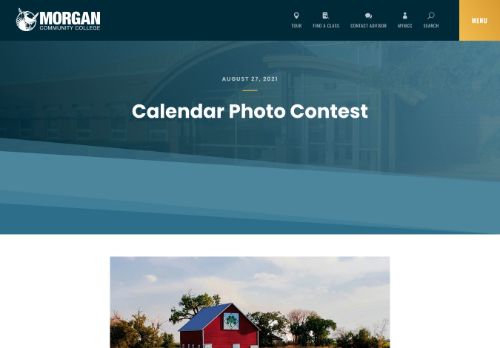 MORGAN
COMMUNITY COLLEGE
TOUR
FIND A CLASS
CONTACT ADVISOR
MYMCC
SEARCH
MENU
AUGUST 27, 2021
Calendar Photo Contest